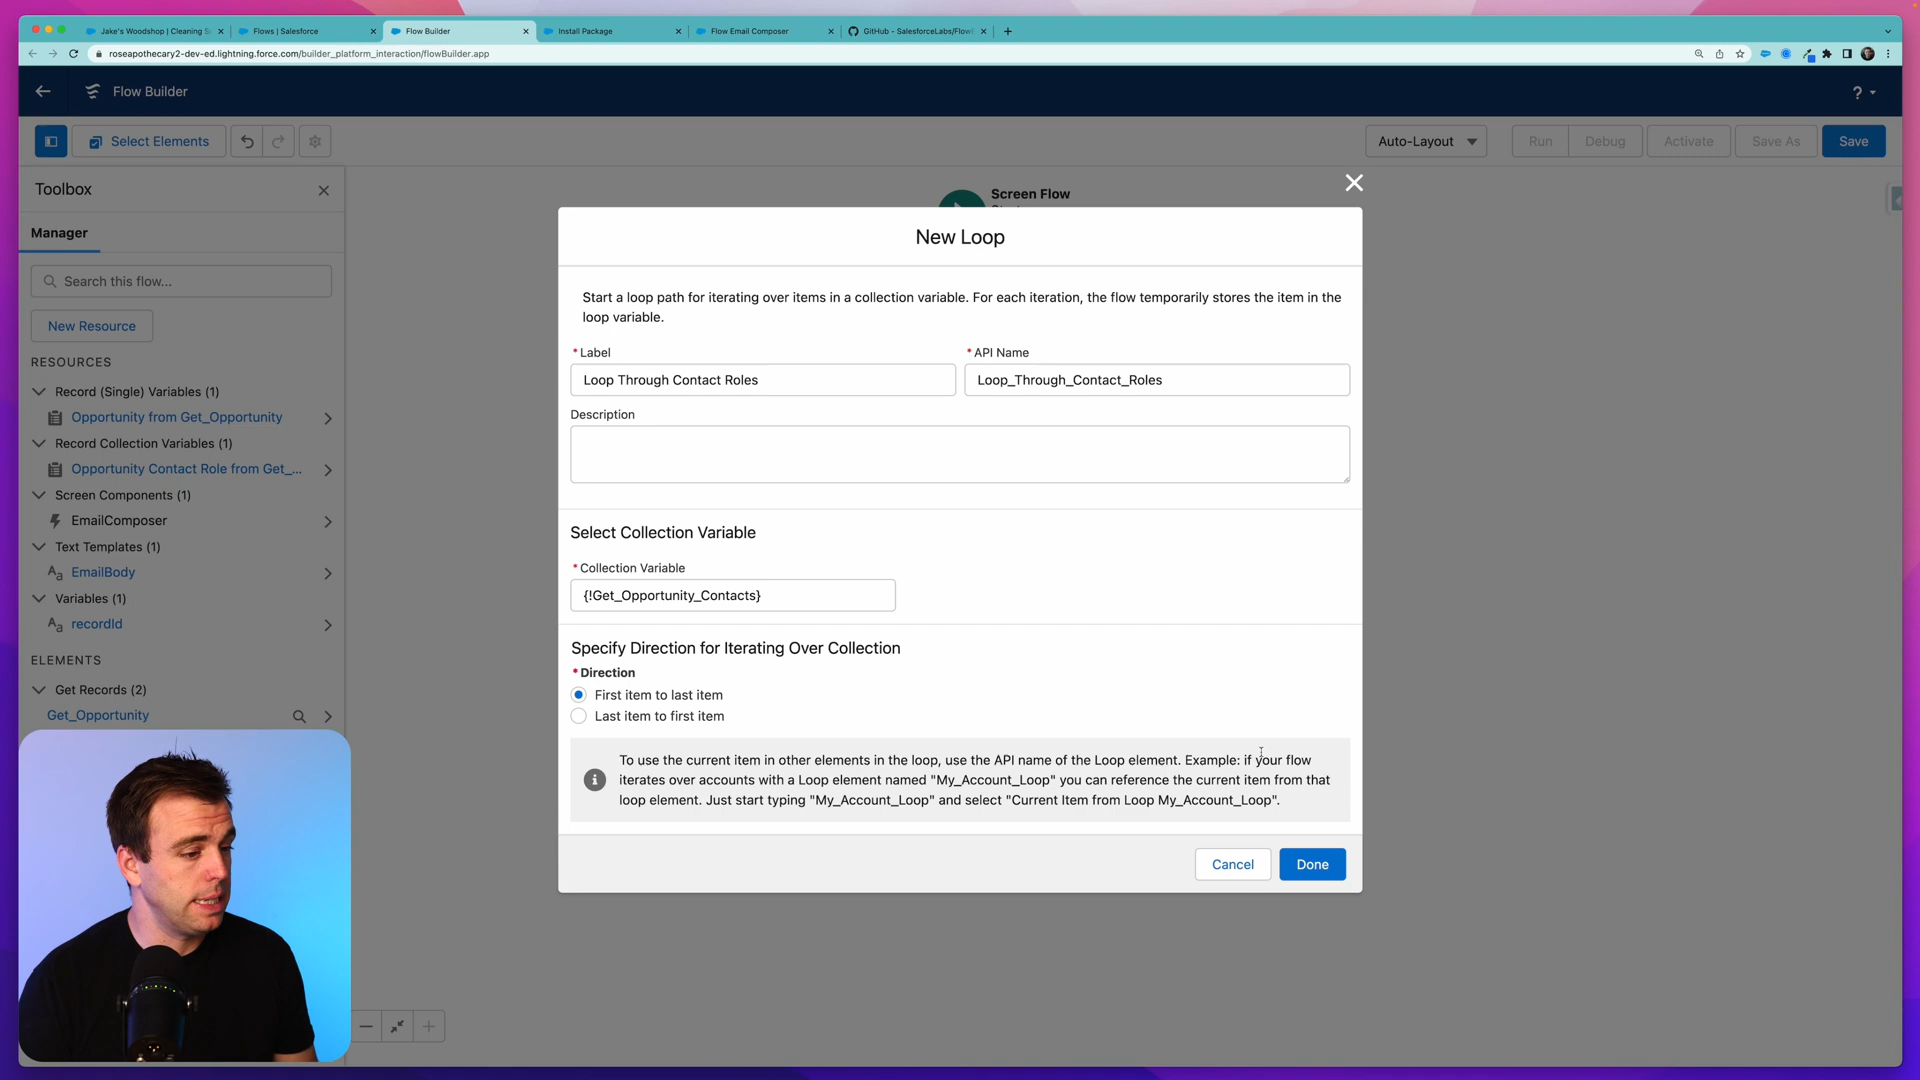 Jake's Woodshop | Cleaning S
Flows | Salesforce
Flow Builder
Install Package
Flow Email Composer
GitHub - SalesforceLabs/Flow
roseapothecary2-dev-ed.lightning.force.com/builder_platform_interaction/flowBuilder.app
Flow Builder
?
Select Elements
Auto-Layout
Run
Debug
Activate
Save As
Save
Toolbox
Screen Flow
Manager
New Loop
Search this flow...
Start a loop path for iterating over items in a collection variable. For each iteration, the flow temporarily stores the item in the
loop variable.
New Resource
* Label
* API Name
RESOURCES
Loop Through Contact Roles
Loop_Through_Contact_Roles
Record (Single) Variables (1)
Opportunity from Get_Opportunity
Description
Record Collection Variables (1)
Opportunity Contact Role from Get_...
Screen Components (1)
EmailComposer
Select Collection Variable
Text Templates (1)
* Collection Variable
EmailBody
{!Get_Opportunity_Contacts}
Variables (1)
recordId
Specify Direction for Iterating Over Collection
ELEMENTS
* Direction
Get Records (2)
First item to last item
Get_Opportunity
Last item to first item
To use the current item in other elements in the loop, use the API name of the Loop element. Example: if your flow
iterates over accounts with a Loop element named "My_Account_Loop" you can reference the current item from that
loop element. Just start typing "My_Account_Loop" and select "Current Item from Loop My_Account_Loop".
Cancel
Done